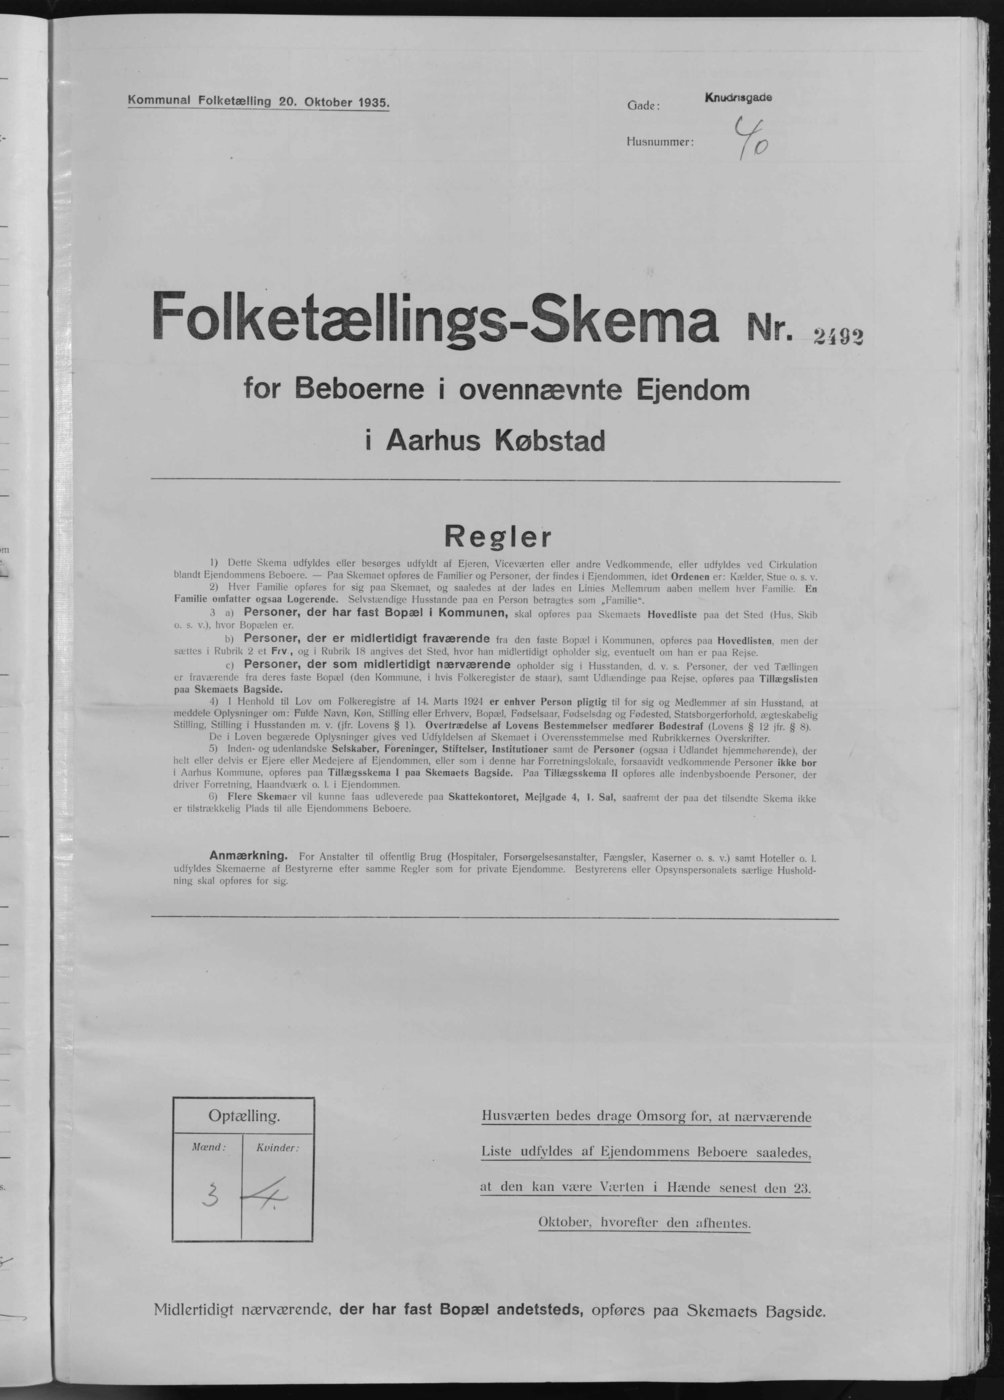 Kommunal Folketælling 20. Oktober 1935.
Gade: Knudrisgade
Husnummer: 40
Folketællings-Skema Nr. 2492
for Beboerne i ovennævnte Ejendom
i Aarhus Købstad
Regler
1) Dette Skema udfyldes eller besørges udfyldt af Ejeren, Viceværten eller andre Vedkommende, eller udfyldes ved Cirkulation
blandt Ejendommens Beboere. — Paa Skemaet opføres de Familier og Personer, der findes i Ejendommen, idet Ordenen er: Kælder, Stue o. s. v.
2) Hver Familie opføres for sig paa Skemaet, og saaledes at der lades en Linies Mellemrum aaben mellem hver Familie. En
Familie omfatter ogsaa Logerende. Selvstændige Husstande paa en Person betragtes som „Familie“.
3 a) Personer, der har fast Bopæl i Kommunen, skal opføres paa Skemaets Hovedliste paa det Sted (Hus, Skib
o. s. v.), hvor Bopælen er.
b) Personer, der er midlertidigt fraværende fra den faste Bopæl i Kommunen, opføres paa Hovedlisten, men der
sættes i Rubrik 2 et Frv., og i Rubrik 18 angives det Sted, hvor han midlertidigt opholder sig, eventuelt om han er paa Rejse.
c) Personer, der som midlertidigt nærværende opholder sig i Husstanden, d. v. s. Personer, der ved Tællingen
er fraværende fra deres faste Bopæl (den Kommune, i hvis Folkeregister de staar), samt Udlændinge paa Rejse, opføres paa Tillægslisten
paa Skemaets Bagside.
4) I Henhold til Lov om Folkeregistre af 14. Marts 1924 er enhver Person pligtig til for sig og Medlemmer af sin Husstand, at
meddele Oplysninger om: Fulde Navn, Køn, Stilling eller Erhverv, Bopæl, Fødselsaar, Fødselsdag og Fødested, Statsborgerforhold, ægteskabelig
Stilling, Stilling i Husstanden m. v. (jfr. Lovens § 1). Overtrædelse af Lovens Bestemmelser medfører Bødestraf (Lovens § 12 jfr. § 8).
De i Loven begærede Oplysninger gives ved Udfyldelsen af Skemaet i Overensstemmelse med Rubrikkernes Overskrifter.
5) Inden- og udenlandske Selskaber, Foreninger, Stiftelser, Institutioner samt de Personer (ogsaa i Udlandet hjemmehørende), der
helt eller delvis er Ejere eller Medejere af Ejendommen, eller som i denne har Forretningslokale, forsaavidt vedkommende Personer ikke bor
i Aarhus Kommune, opføres paa Tillægsskema I paa Skemaets Bagside. Paa Tillægsskema II opføres alle indenbysboende Personer, der
driver Forretning, Haandværk o. l. i Ejendommen.
6) Flere Skemaer vil kunne faas udleverede paa Skattekontoret, Mejlgade 4, 1. Sal, saafremt der paa det tilsendte Skema ikke
er tilstrækkelig Plads til alle Ejendommens Beboere.
Anmærkning. For Anstalter til offentlig Brug (Hospitaler, Forsørgelsesanstalter, Fængsler, Kaserner o. s. v.) samt Hoteller o. l.
udfyldes Skemaerne af Bestyrerne efter samme Regler som for private Ejendomme. Bestyrerens eller Opsynspersonalets særlige Hushold-
ning skal opføres for sig.
Optælling.
Mænd: Kvinder:
3 4.
Husværten bedes drage Omsorg for, at nærværende
Liste udfyldes af Ejendommens Beboere saaledes,
at den kan være Værten i Hænde senest den 23.
Oktober, hvorefter den afhentes.
Midlertidigt nærværende, der har fast Bopæl andetsteds, opføres paa Skemaets Bagside.